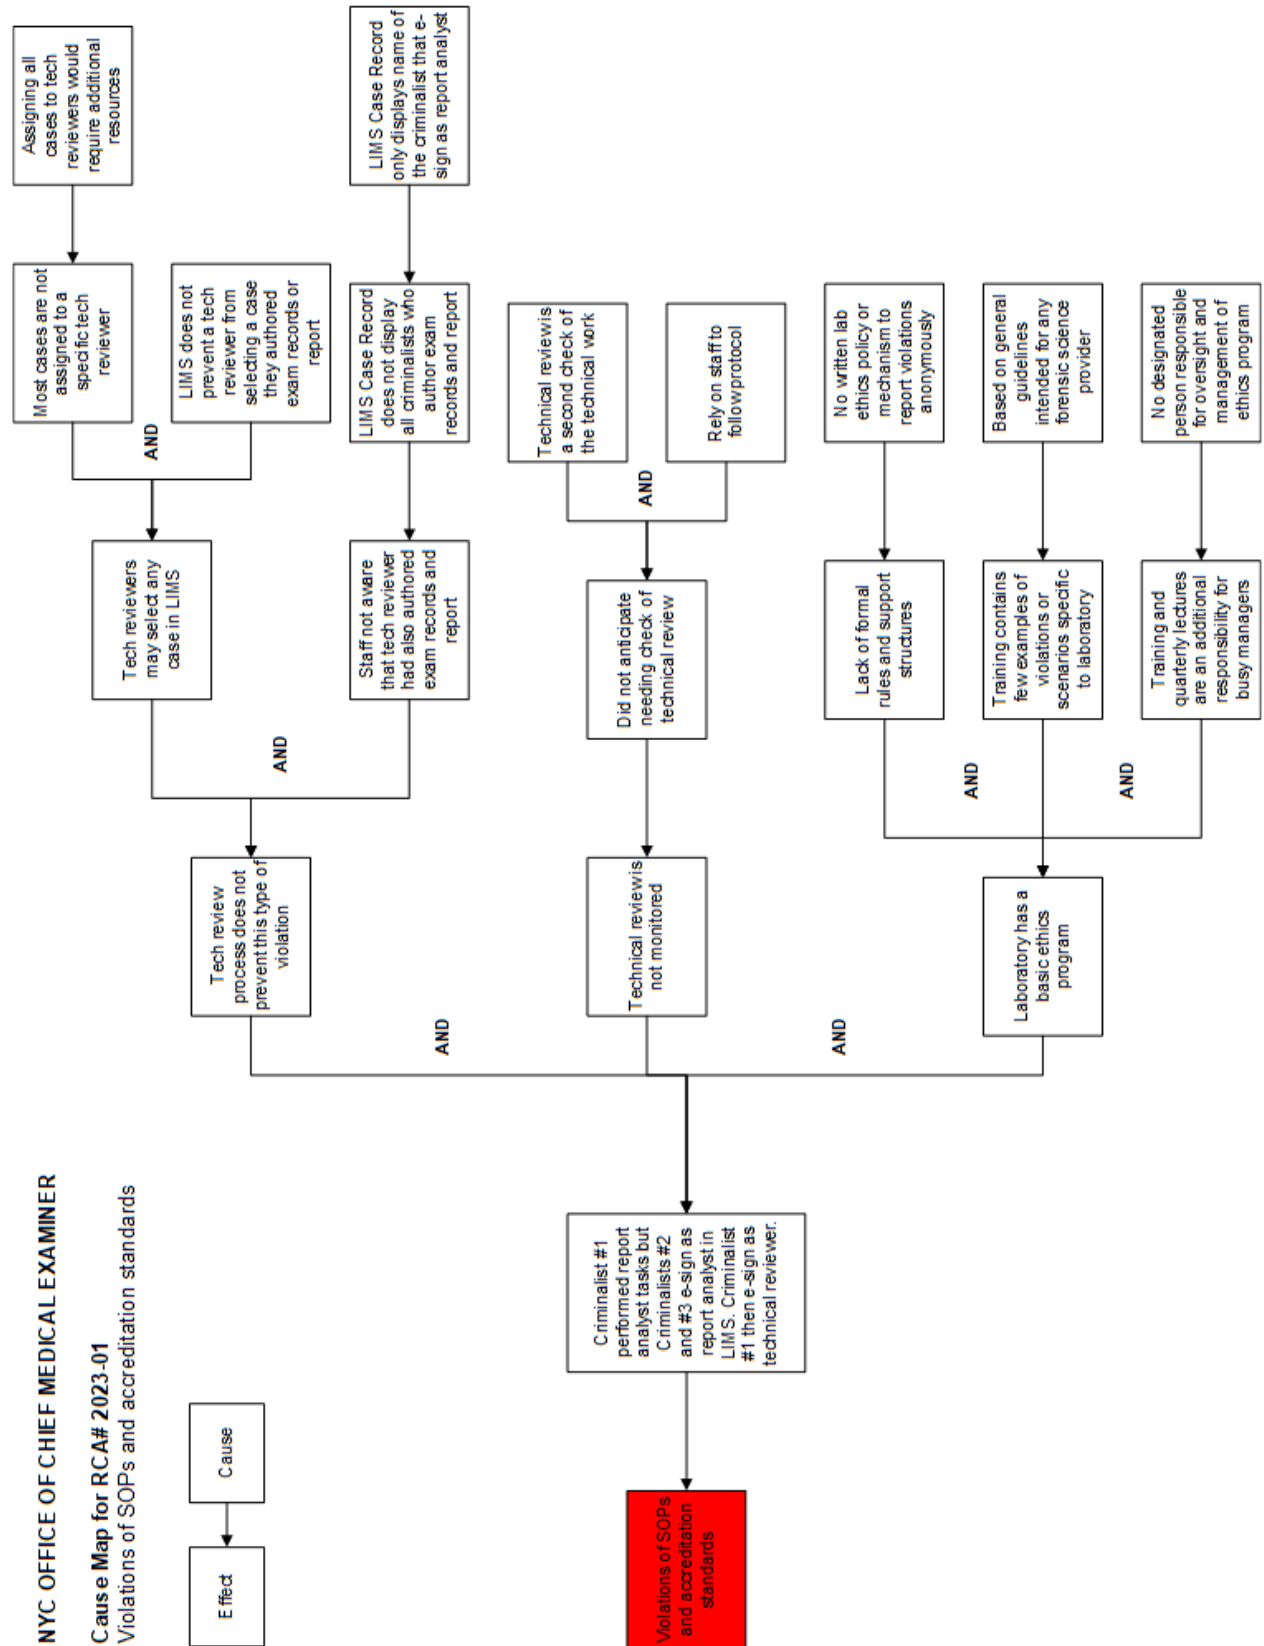 NYC OFFICE OF CHIEF MEDICAL EXAMINER
Cause Map for RCA# 2023-01
Violations of SOPs and accreditation standards
Effect
Cause
Violations of SOPs
and accreditation
standards
Criminalist #1
performed report
analyst tasks but
Criminalists #2
and #3 e-sign as
report analyst in
LIMS. Criminalist
#1 then e-sign as
technical reviewer.
AND
AND
Tech review
process does not
prevent this type of
violation
AND
Tech reviewers
may select any
case in LIMS
AND
Most cases are not
assigned to a
specific tech
reviewer
Assigning all
cases to tech
reviewers would
require additional
resources
LIMS does not
prevent a tech
reviewer from
selecting a case
they authored
exam records or
report
Staff not aware
that tech reviewer
had also authored
exam records and
report
LIMS Case Record
does not display
all criminalists who
author exam
records and report
LIMS Case Record
only displays name of
the criminalist that e-
sign as report analyst
Technical review is
not monitored
Did not anticipate
needing check of
technical review
AND
Technical review is
a second check of
the technical work
Rely on staff to
follow protocol
Laboratory has a
basic ethics
program
AND
AND
Lack of formal
rules and support
structures
No written lab
ethics policy or
mechanism to
report violations
anonymously
Training contains
few examples of
violations or
scenarios specific
to laboratory
Based on general
guidelines
intended for any
forensic science
provider
Training and
quarterly lectures
are an additional
responsibility for
busy managers
No designated
person responsible
for oversight and
management of
ethics program